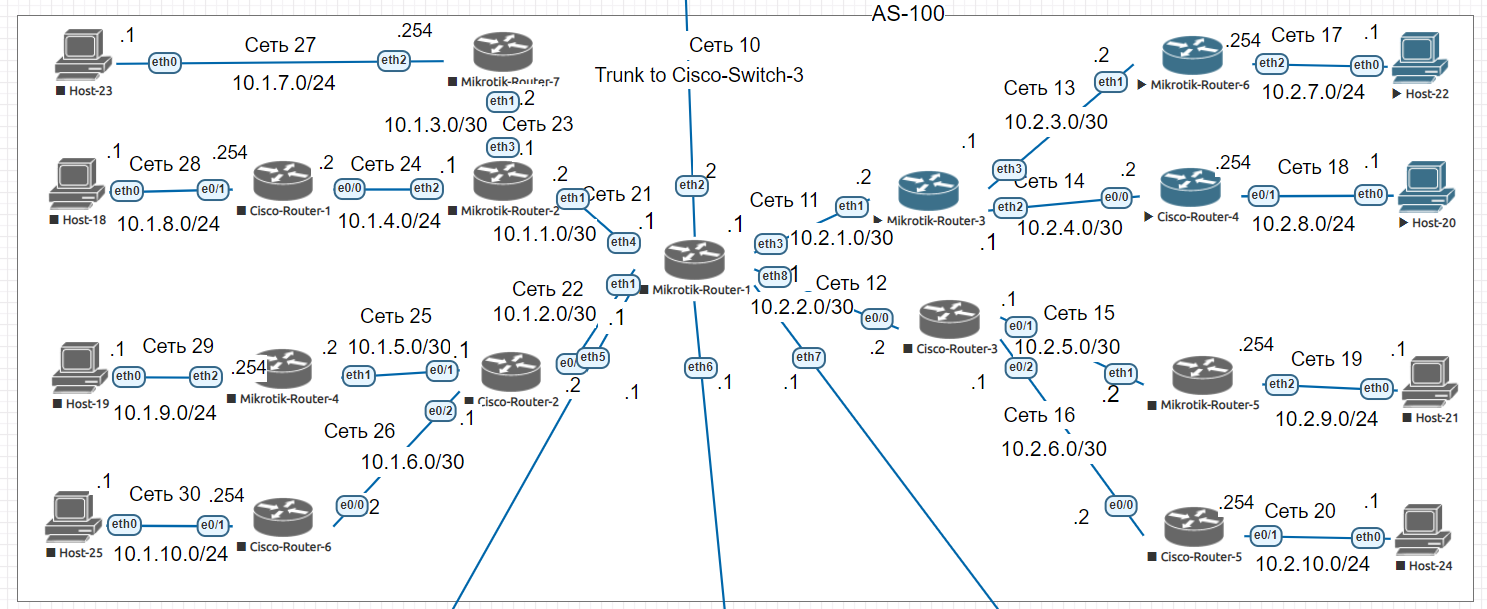 AS-100
Сеть 10
Trunk to Cisco-Switch-3
.1
eth0
Сеть 27
.254
eth2
10.1.7.0/24
Host-23
Mikrotik-Router-7
eth1
.2
10.1.3.0/30
Сеть 23
eth3
.1
.1
Сеть 28
.254
eth0
e0/1
10.1.8.0/24
Host-18
Cisco-Router-1
.2
Сеть 24
.1
e0/0
eth2
10.1.4.0/24
Mikrotik-Router-2
.2
eth1
Сеть 21
10.1.1.0/30
.1
eth4
eth2
2
Mikrotik-Router-1
.1
eth3
Сеть 11
.2
eth1
10.2.1.0/30
Mikrotik-Router-3
.1
eth3
Сеть 13
10.2.3.0/30
.2
eth1
Mikrotik-Router-6
.254
Сеть 17
.1
eth2
eth0
10.2.7.0/24
Host-22
Сеть 14
.2
eth2
e0/0
10.2.4.0/30
.1
Cisco-Router-4
.254
Сеть 18
.1
e0/1
eth0
10.2.8.0/24
Host-20
eth1
Сеть 22
10.1.2.0/30
.1
e0/
eth5
.2
.1
eth6
.1
eth7
.1
eth8
1
Сеть 12
10.2.2.0/30
e0/0
.2
Cisco-Router-3
.1
e0/1
Сеть 15
10.2.5.0/30
e0/2
eth1
.2
.1
Mikrotik-Router-5
.254
Сеть 19
.1
eth2
eth0
10.2.9.0/24
Host-21
Сеть 16
10.2.6.0/30
e0/0
.2
Cisco-Router-5
.254
Сеть 20
.1
e0/1
eth0
10.2.10.0/24
Host-24
.1
Сеть 29
.254
eth0
eth2
10.1.9.0/24
Host-19
Mikrotik-Router-4
Сеть 25
.2
10.1.5.0/30
.1
eth1
e0/1
Cisco-Router-2
e0/2
.1
Сеть 26
10.1.6.0/30
e0/0
2
.1
Сеть 30
.254
eth0
e0/1
10.1.10.0/24
Host-25
Cisco-Router-6